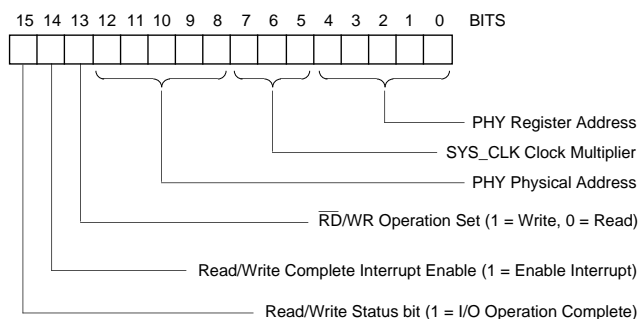 15 14 13 12 11 10 9 8 7 6 5 4 3 2 1 0 BITS
PHY Register Address
SYS_CLK Clock Multiplier
PHY Physical Address
R̅D̅/WR Operation Set (1 = Write, 0 = Read)
Read/Write Complete Interrupt Enable (1 = Enable Interrupt)
Read/Write Status bit (1 = I/O Operation Complete)